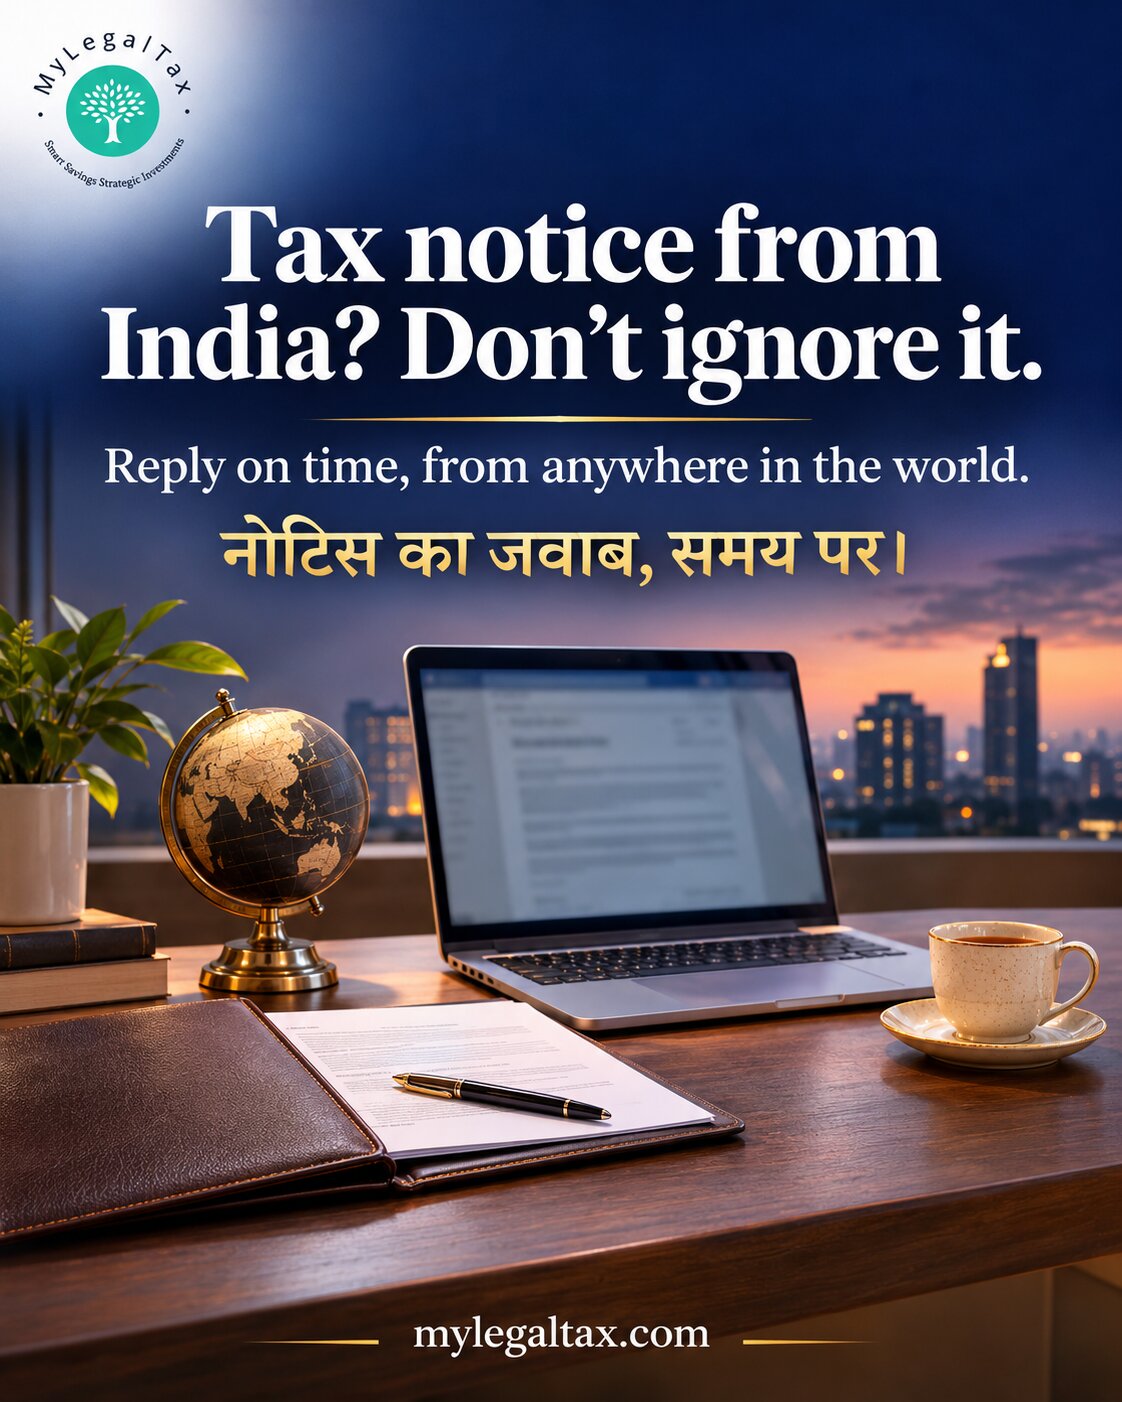 MyLegalTax
Smart Savings Strategic Investments
Tax notice from
India? Don't ignore it.
Reply on time, from anywhere in the world.
नोटिस का जवाब, समय पर।
mylegaltax.com